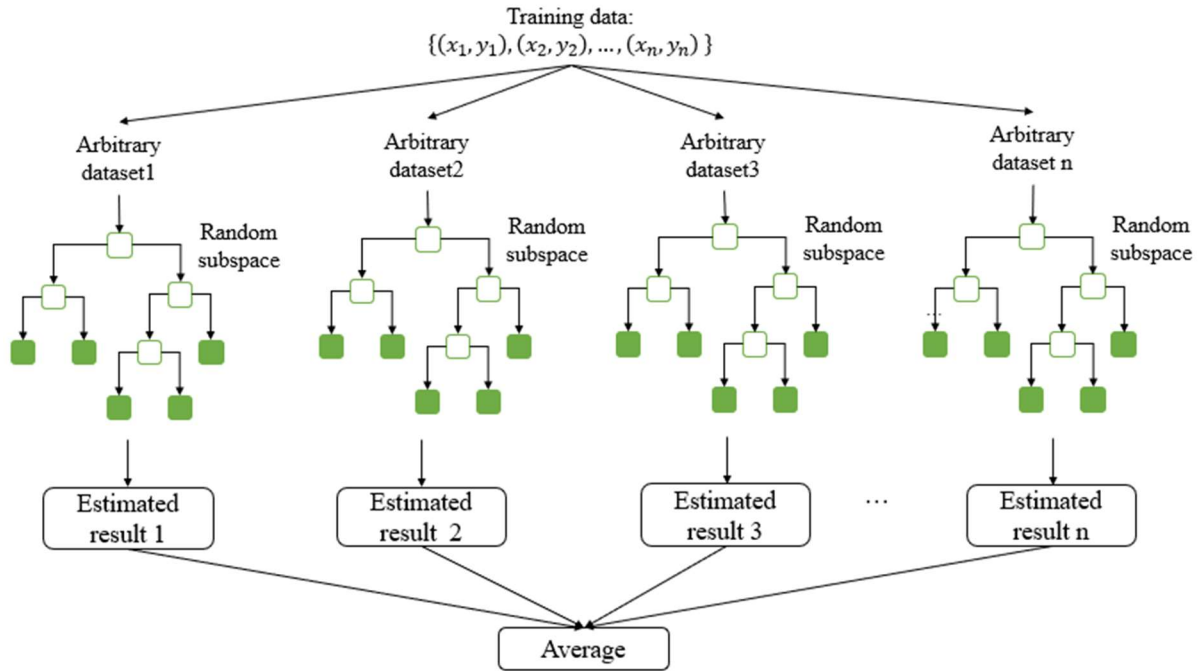 Training data:
{(x₁, y₁), (x₂, y₂), …, (xₙ, yₙ) }
Arbitrary
dataset1
Arbitrary
dataset2
Arbitrary
dataset3
Arbitrary
dataset n
Random
subspace
Random
subspace
Random
subspace
Random
subspace
...
Estimated
result 1
Estimated
result 2
Estimated
result 3
...
Estimated
result n
Average